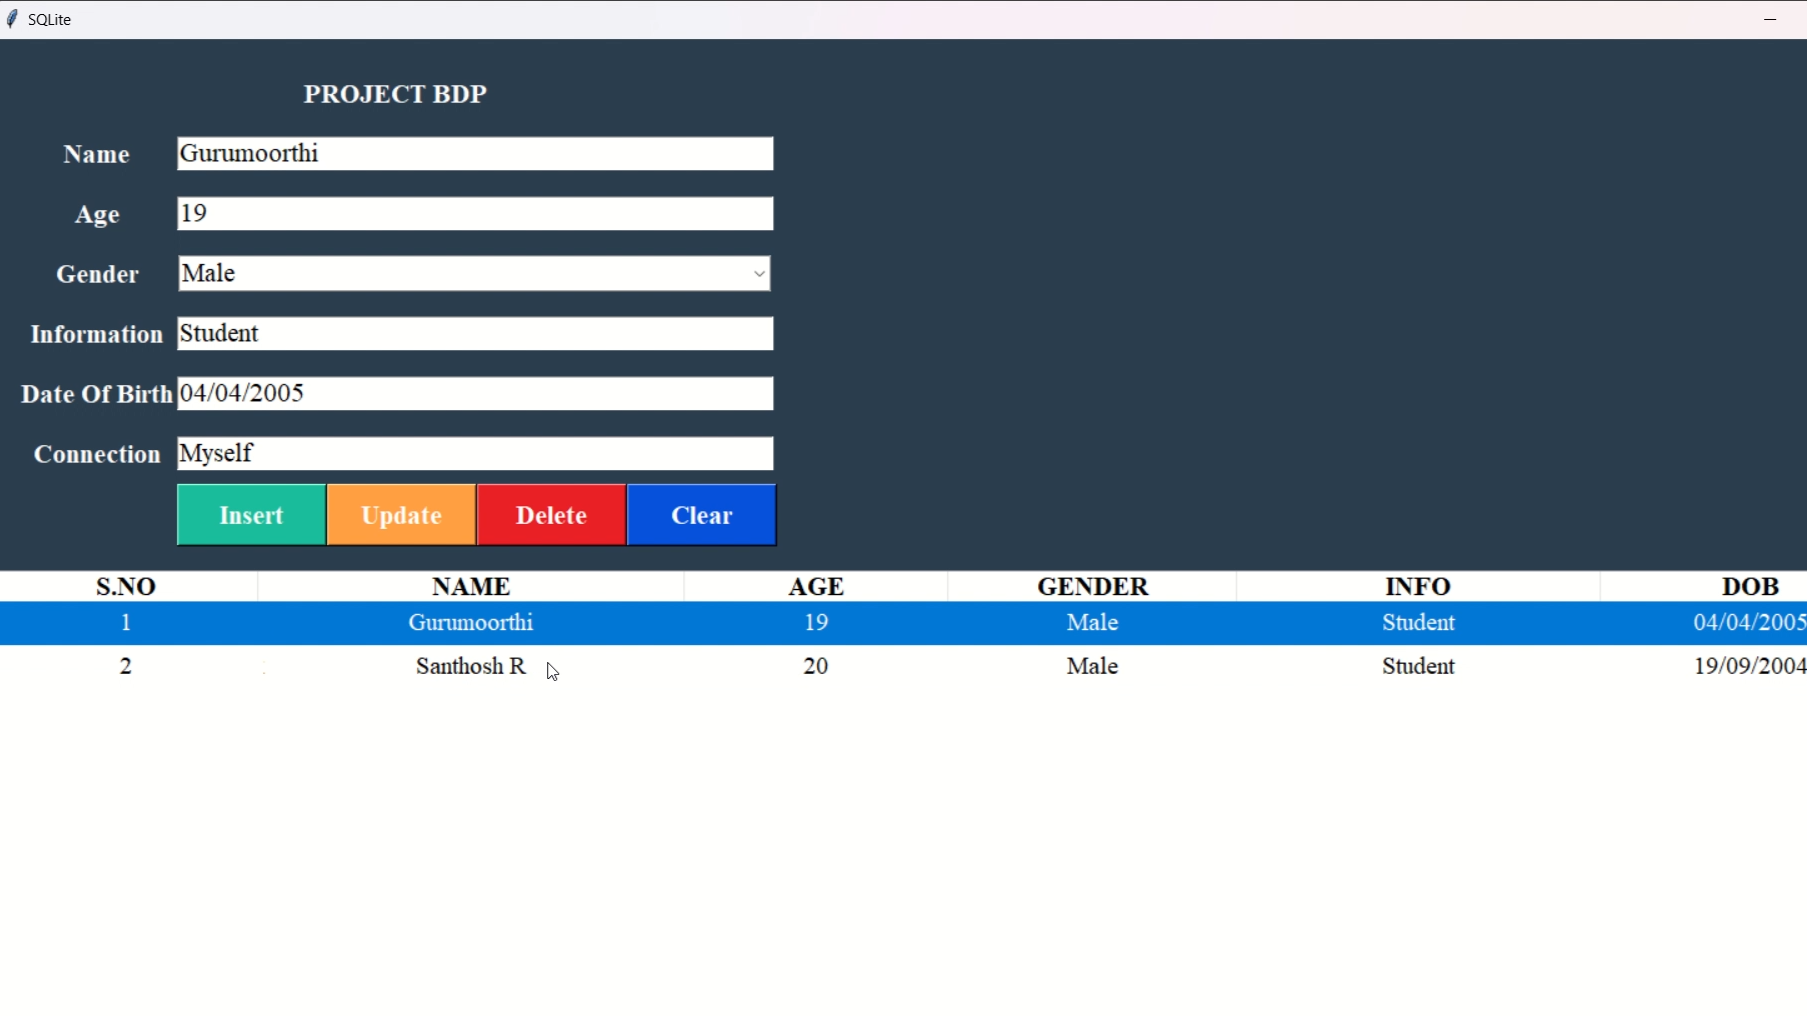 SQLite
PROJECT BDP
Name Gurumoorthi
Age 19
Gender Male
Information Student
Date Of Birth 04/04/2005
Connection Myself
Insert Update Delete Clear
S.NO NAME AGE GENDER INFO DOB
1 Gurumoorthi 19 Male Student 04/04/2005
2 Santhosh R 20 Male Student 19/09/2004